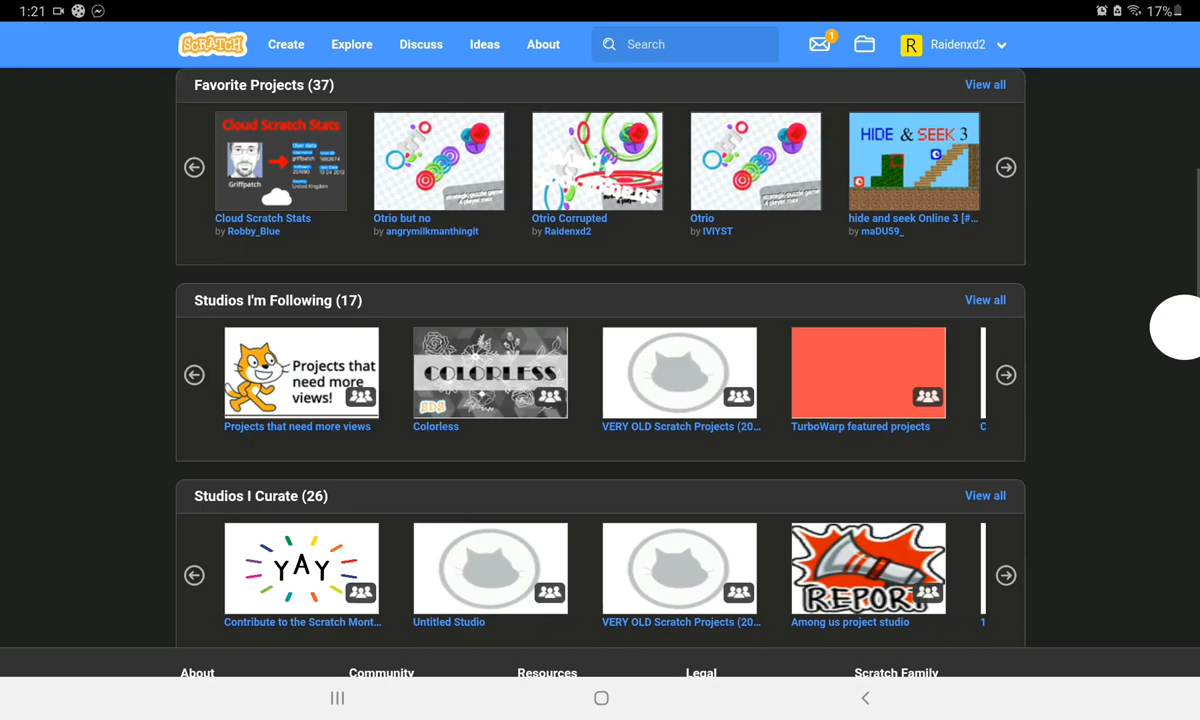 1:21
17%
SCRATCH
Create
Explore
Discuss
Ideas
About
Search
1
R
Raidenxd2
Favorite Projects (37)
View all
Cloud Scratch Stats
User data
Griffpatch
HIDE & SEEK 3
Cloud Scratch Stats
Otrio but no
Otrio Corrupted
Otrio
hide and seek Online 3 [#...
by Robby_Blue
by angrymilkmanthingit
by Raidenxd2
by IVIYST
by maDU59_
Studios I'm Following (17)
View all
Projects that
need more
views!
COLORLESS
SDS
Projects that need more views
Colorless
VERY OLD Scratch Projects (20...
TurboWarp featured projects
C
Studios I Curate (26)
View all
YAY
REPORT
Contribute to the Scratch Mont...
Untitled Studio
VERY OLD Scratch Projects (20...
Among us project studio
1
About
Community
Resources
Legal
Scratch Family